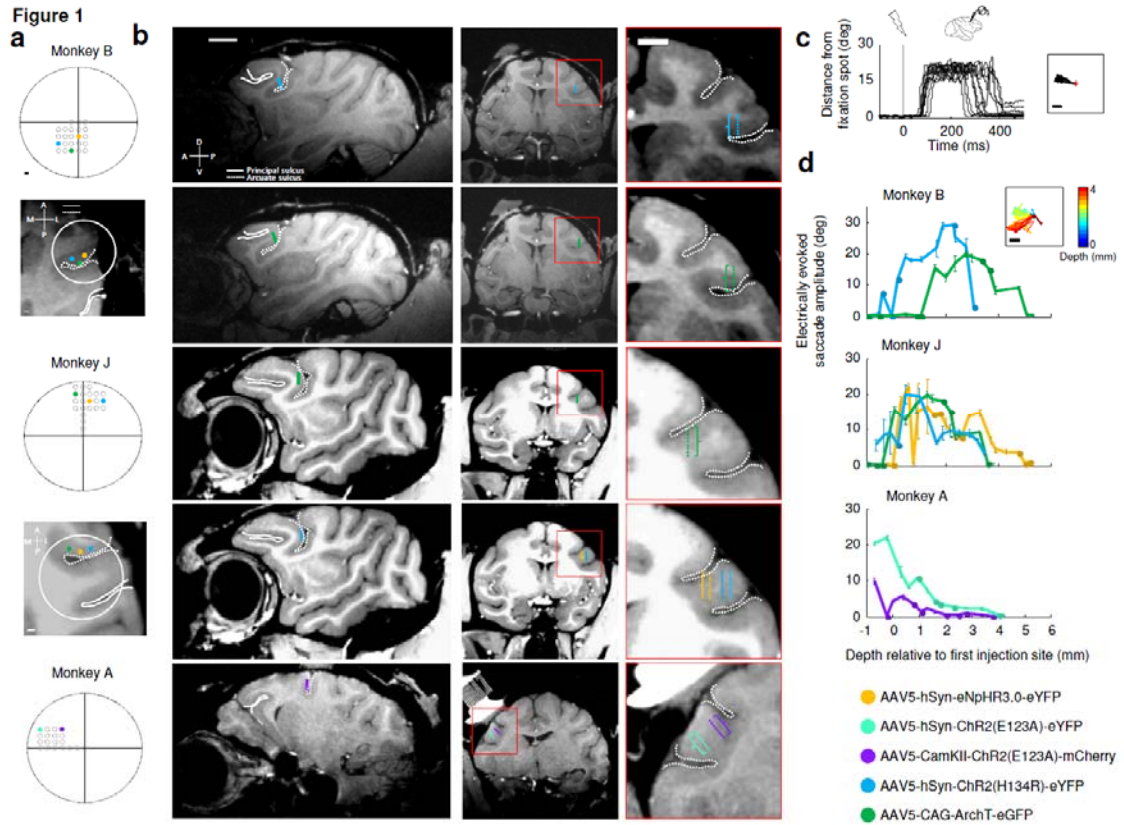 Figure 1
a
Monkey B
A
M L
P
Monkey J
A
M L
P
Monkey A
b
D
A P
V
Principal sulcus
Arcuate sulcus
c
Distance from
fixation spot (deg)
30
15
0
0 200 400
Time (ms)
d
Electrically evoked
saccade amplitude (deg)
Monkey B
30
20
10
0
4
0
Depth (mm)
Monkey J
30
20
10
0
Monkey A
30
20
10
0
-1 0 1 2 3 4 5 6
Depth relative to first injection site (mm)
AAV5-hSyn-eNpHR3.0-eYFP
AAV5-hSyn-ChR2(E123A)-eYFP
AAV5-CamKII-ChR2(E123A)-mCherry
AAV5-hSyn-ChR2(H134R)-eYFP
AAV5-CAG-ArchT-eGFP